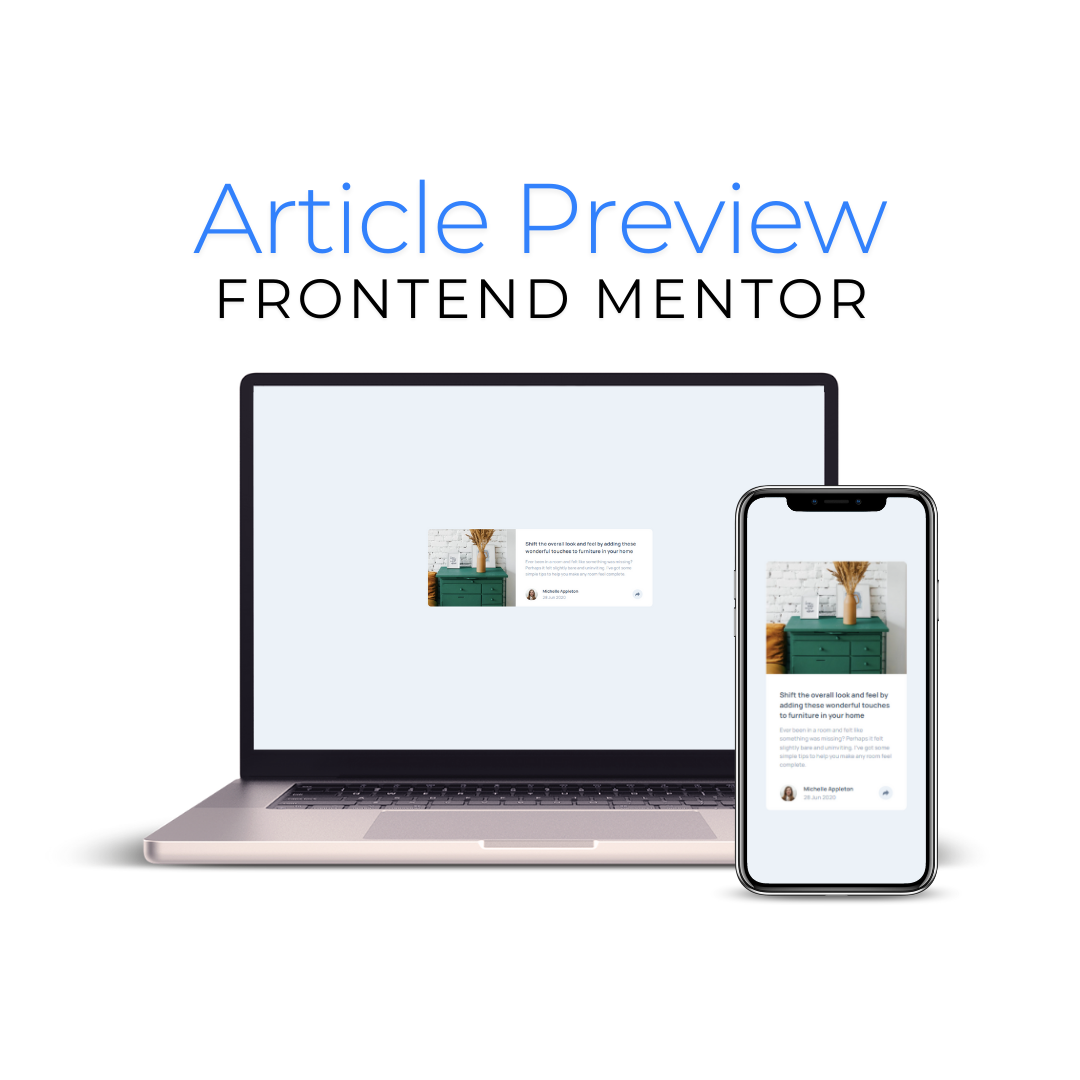 Article Preview
FRONTEND MENTOR
Shift the overall look and feel by adding these
wonderful touches to furniture in your home
Ever been in a room and felt like something was missing?
Perhaps it felt slightly bare and uninviting. I've got some
simple tips to help you make any room feel complete.
Michelle Appleton
28 Jun 2020
Shift the overall look and feel by
adding these wonderful touches
to furniture in your home
Ever been in a room and felt like
something was missing? Perhaps it felt
slightly bare and uninviting. I've got some
simple tips to help you make any room feel
complete.
Michelle Appleton
28 Jun 2020